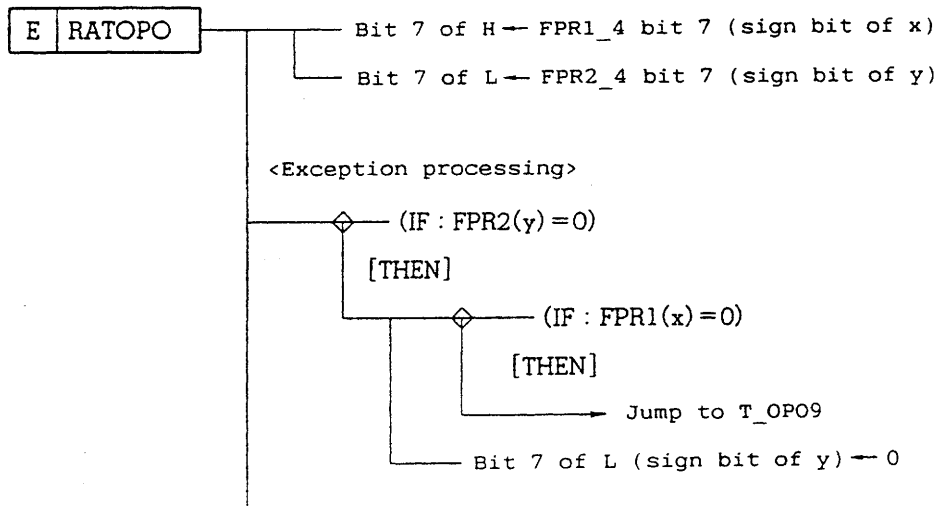 E RATOPO
Bit 7 of H ← FPR1_4 bit 7 (sign bit of x)
Bit 7 of L ← FPR2_4 bit 7 (sign bit of y)
<Exception processing>
(IF : FPR2(y)=0)
[THEN]
(IF : FPR1(x)=0)
[THEN]
Jump to T_OPO9
Bit 7 of L (sign bit of y) ← 0